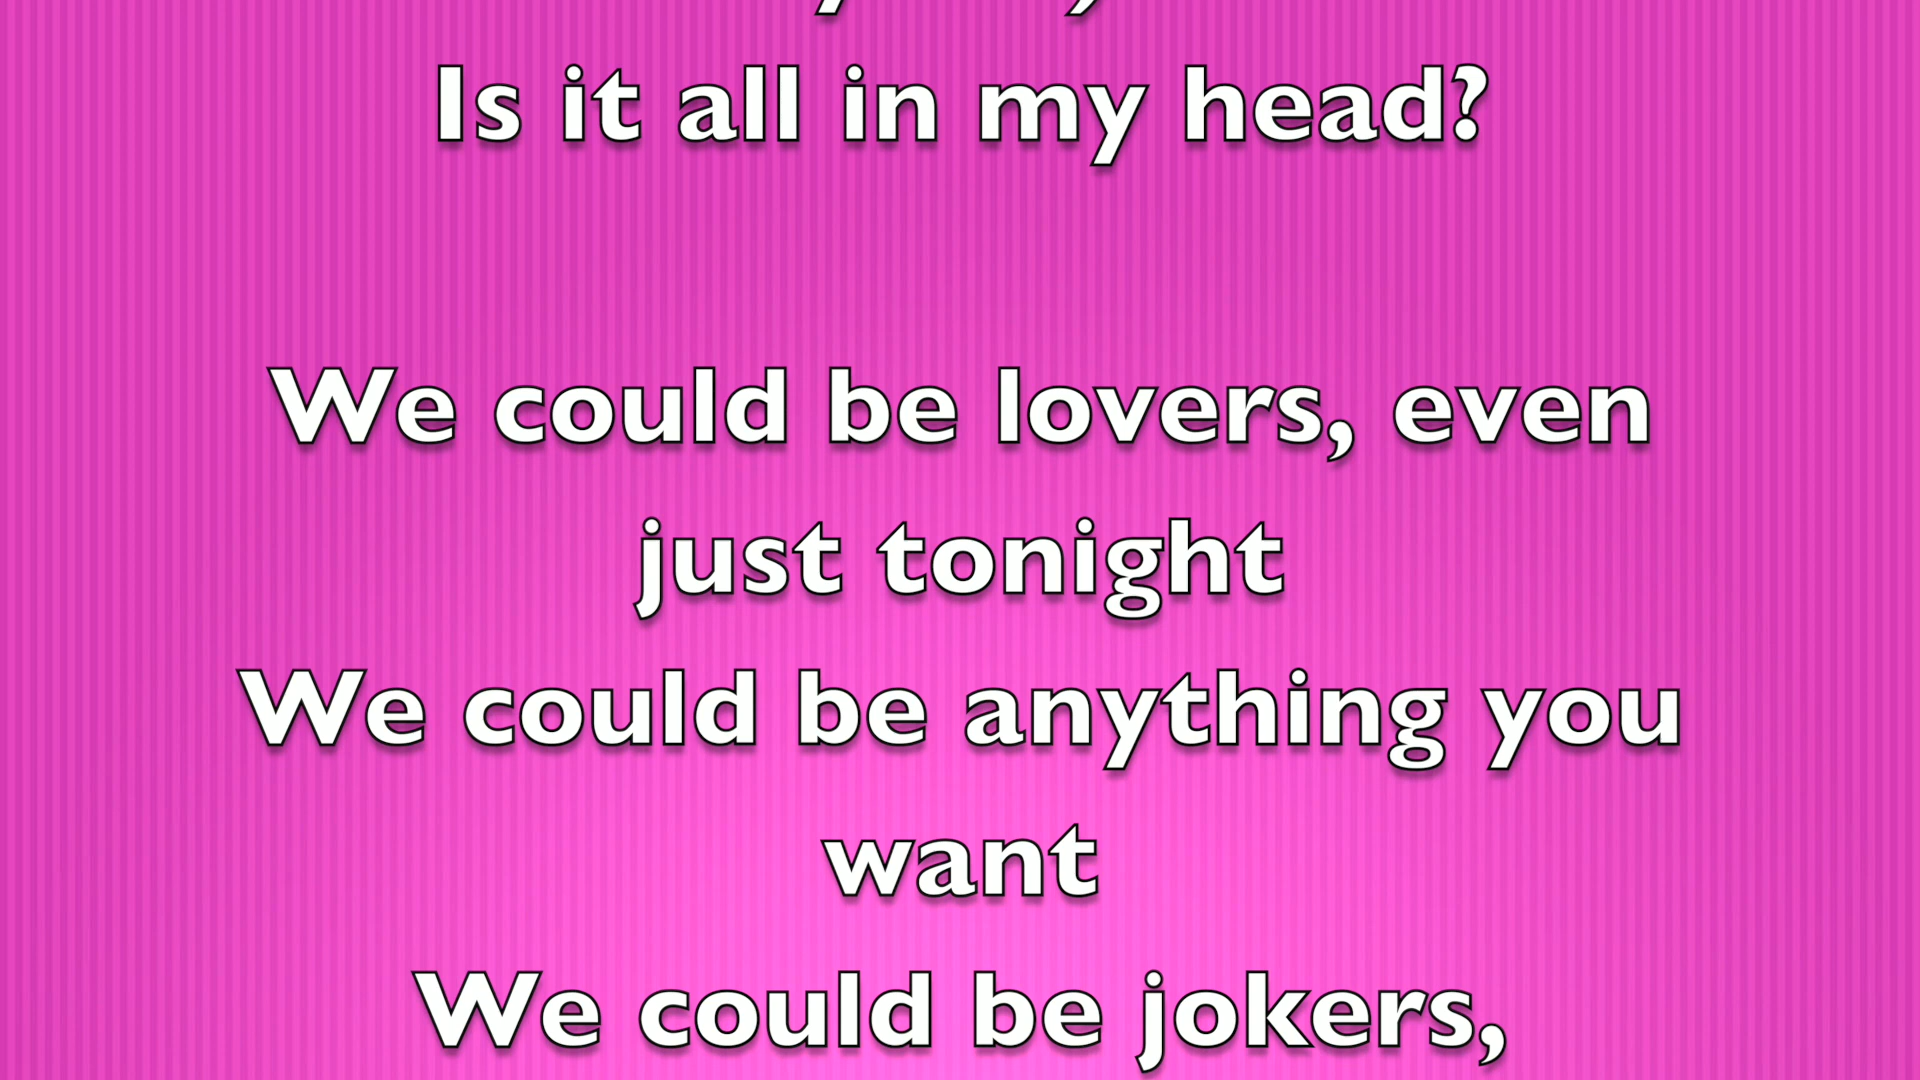 Is it all in my head?
We could be lovers, even
just tonight
We could be anything you
want
We could be jokers,